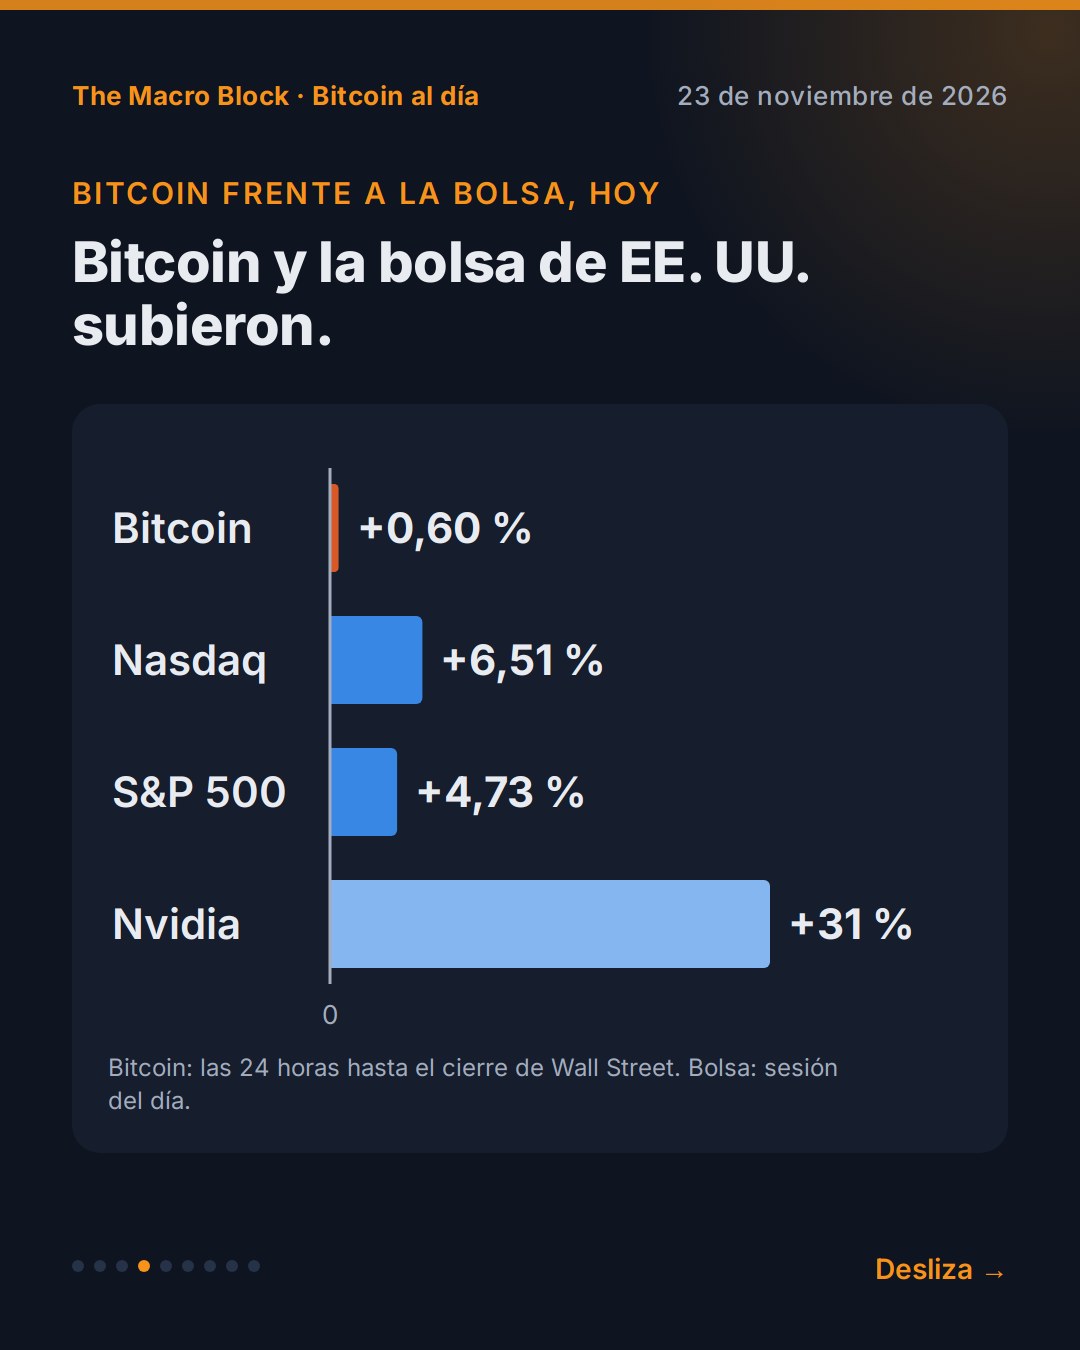 The Macro Block · Bitcoin al día
23 de noviembre de 2026
BITCOIN FRENTE A LA BOLSA, HOY
Bitcoin y la bolsa de EE. UU.
subieron.
Bitcoin +0,60 %
Nasdaq +6,51 %
S&P 500 +4,73 %
Nvidia +31 %
0
Bitcoin: las 24 horas hasta el cierre de Wall Street. Bolsa: sesión
del día.
Desliza →